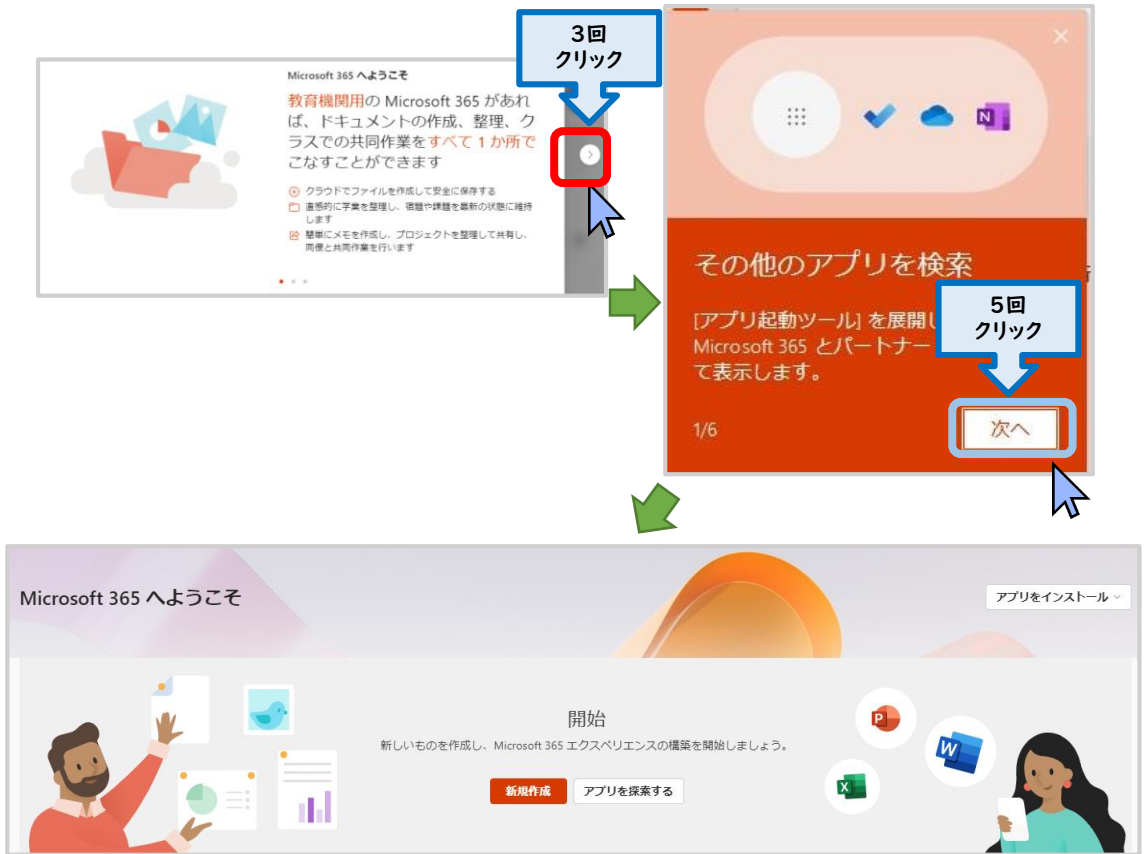 3回
クリック
Microsoft 365 へようこそ
教育機関用の Microsoft 365 があれ
ば、ドキュメントの作成、整理、ク
ラスでの共同作業をすべて 1 か所で
こなすことができます
クラウドでファイルを作成して安全に保存する
直感的に学業を整理し、宿題や課題を最新の状態に維持
します
簡単にメモを作成し、プロジェクトを整理して共有し、
同僚と共同作業を行います
N
その他のアプリを検索
[アプリ起動ツール] を展開し
Microsoft 365 とパートナー
て表示します。
5回
クリック
1/6
次へ
Microsoft 365 へようこそ
アプリをインストール
開始
新しいものを作成し、Microsoft 365 エクスペリエンスの構築を開始しましょう。
新規作成
アプリを探索する
P
W
X